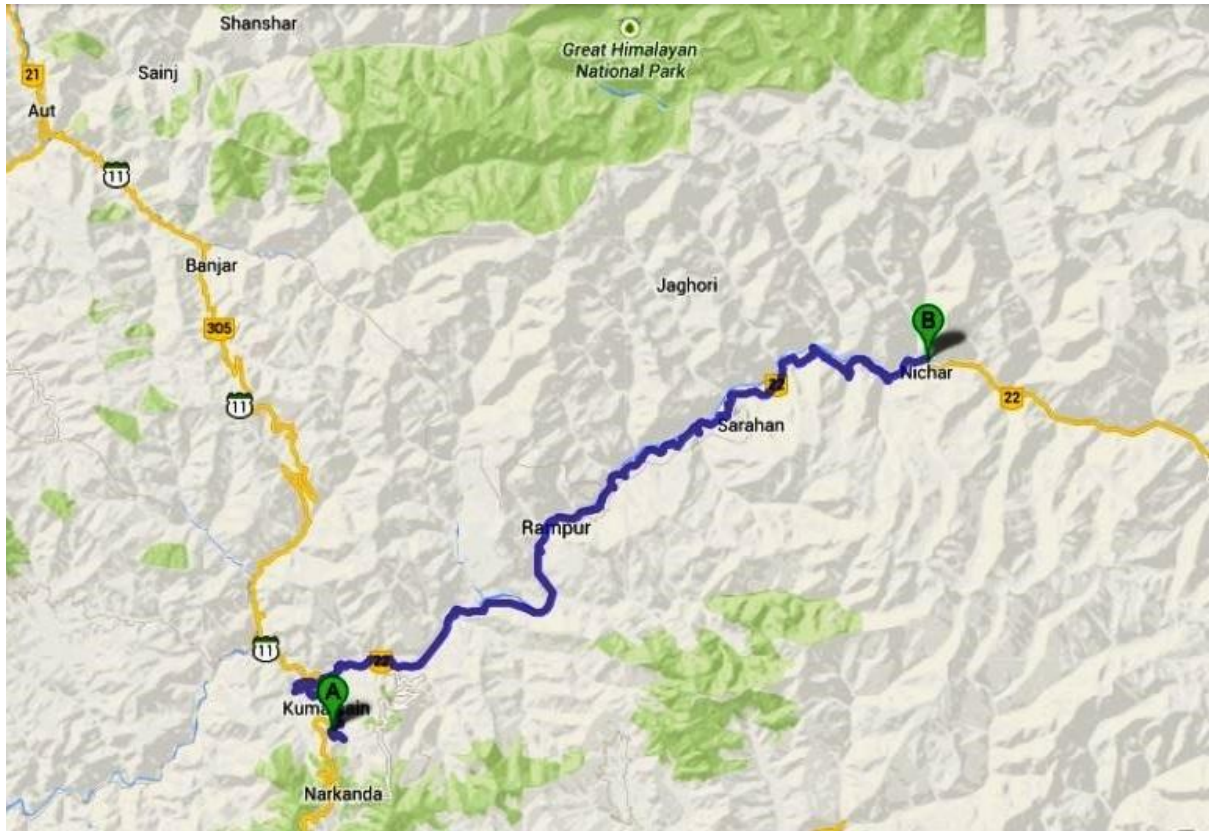 Shanshar
Great Himalayan
National Park
Sainj
21
Aut
11
Banjar
Jaghori
305
B
Nichar
22
22
11
Sarahan
Rampur
11
22
A
Kumarsain
Narkanda